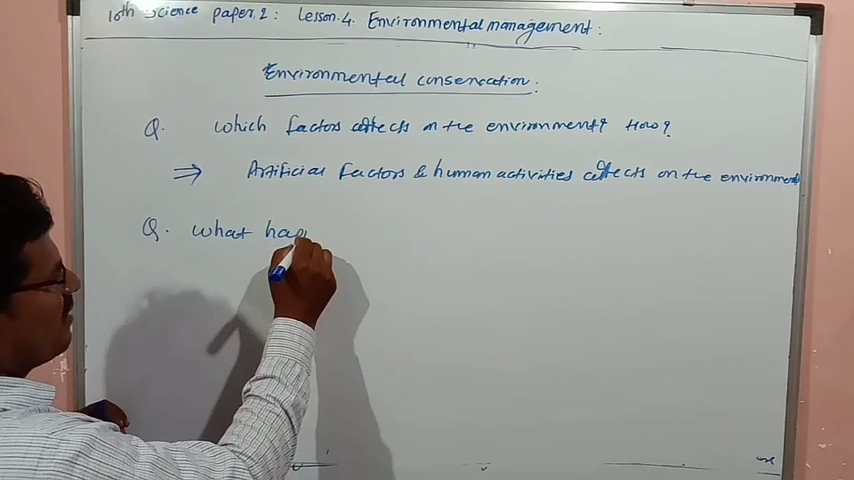 10th Science paper 2 : Lesson. 4. Environmental management :
Environmental conservation :
Q. which factors affects on the environment? How?
⇒ Artificial factors & human activities affects on the environment
Q. what hap